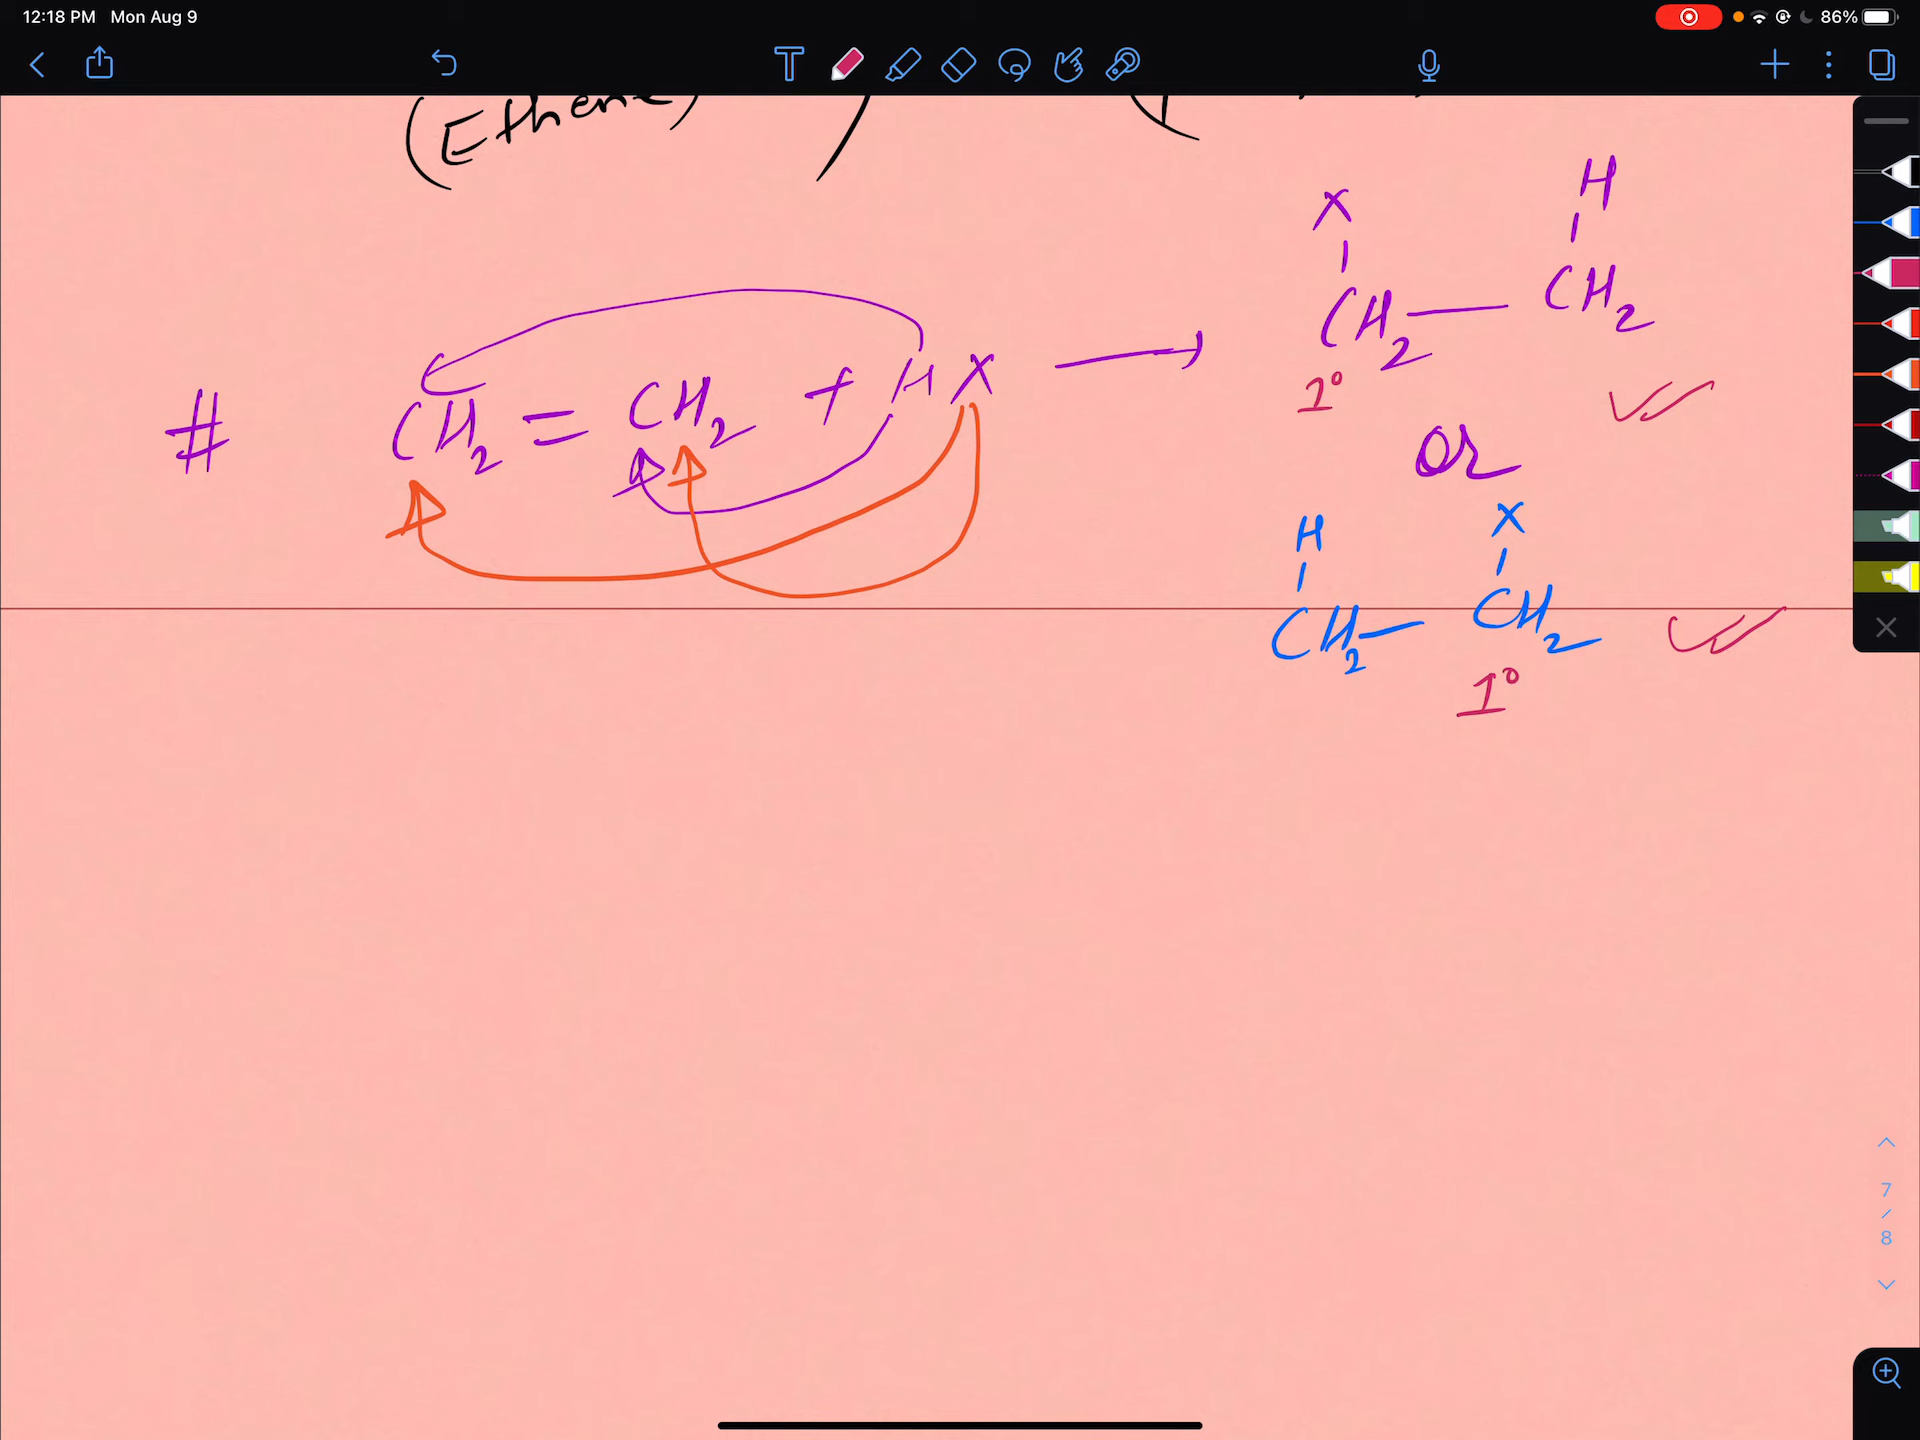 12:18 PM Mon Aug 9
86%
(Ethene)
# CH2 = CH2 + HX →
X H
CH2 — CH2
1°
or
H X
CH2 — CH2
1°
7
/
8